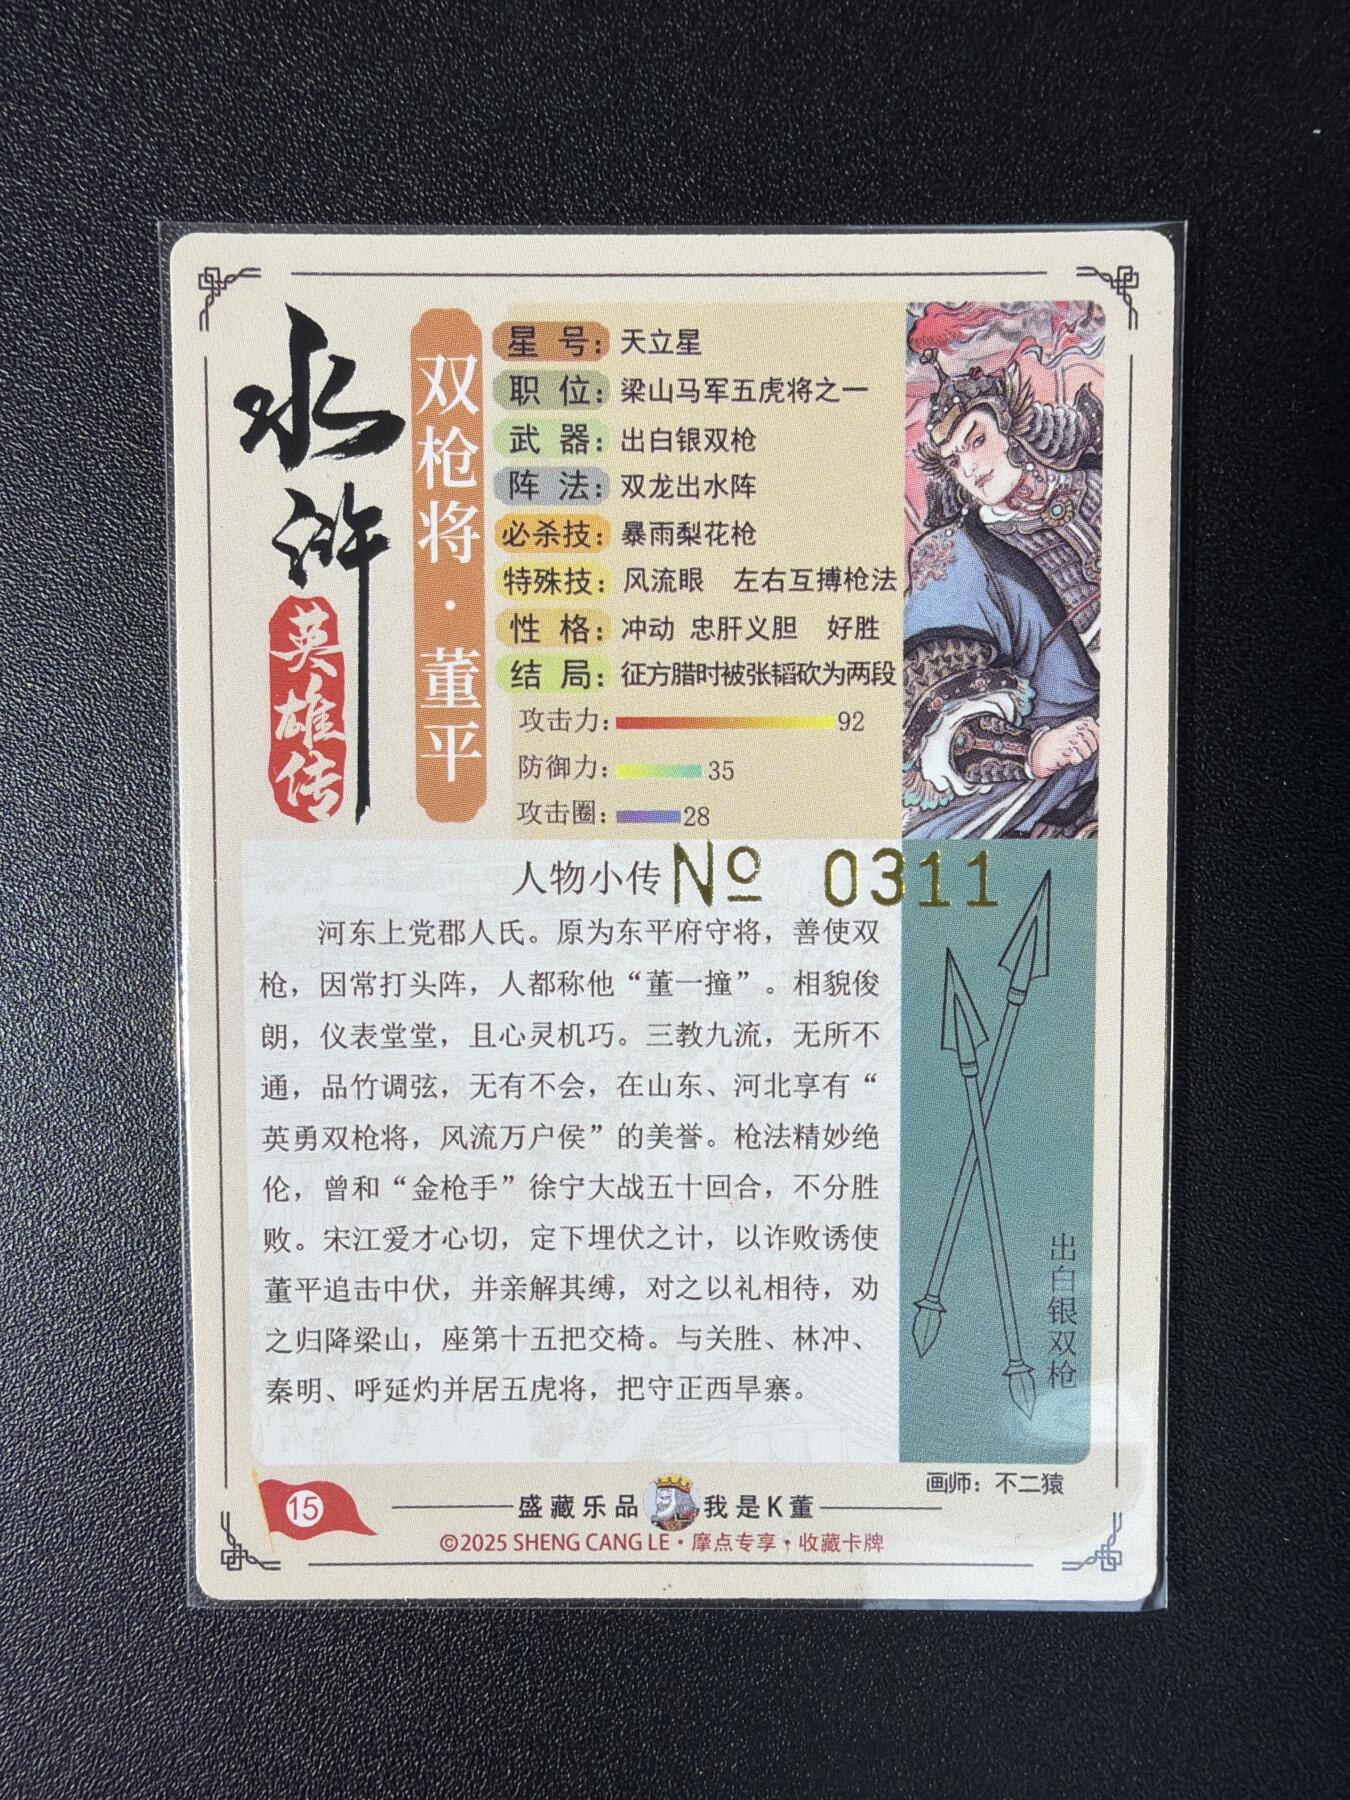 水浒
英雄传
双枪将·董平
星号：天立星
职位：梁山马军五虎将之一
武器：出白银双枪
阵法：双龙出水阵
必杀技：暴雨梨花枪
特殊技：风流眼 左右互搏枪法
性格：冲动 忠肝义胆 好胜
结局：征方腊时被张韬砍为两段
攻击力：92
防御力：35
攻击圈：28
人物小传 No 0311
河东上党郡人氏。原为东平府守将，善使双
枪，因常打头阵，人都称他“董一撞”。相貌俊
朗，仪表堂堂，且心灵机巧。三教九流，无所不
通，品竹调弦，无有不会，在山东、河北享有“
英勇双枪将，风流万户侯”的美誉。枪法精妙绝
伦，曾和“金枪手”徐宁大战五十回合，不分胜
败。宋江爱才心切，定下埋伏之计，以诈败诱使
董平追击中伏，并亲解其缚，对之以礼相待，劝
之归降梁山，座第十五把交椅。与关胜、林冲、
秦明、呼延灼并居五虎将，把守正西旱寨。
出白银双枪
画师：不二猿
15
盛藏乐品 我是K董
©2025 SHENG CANG LE·摩点专享·收藏卡牌